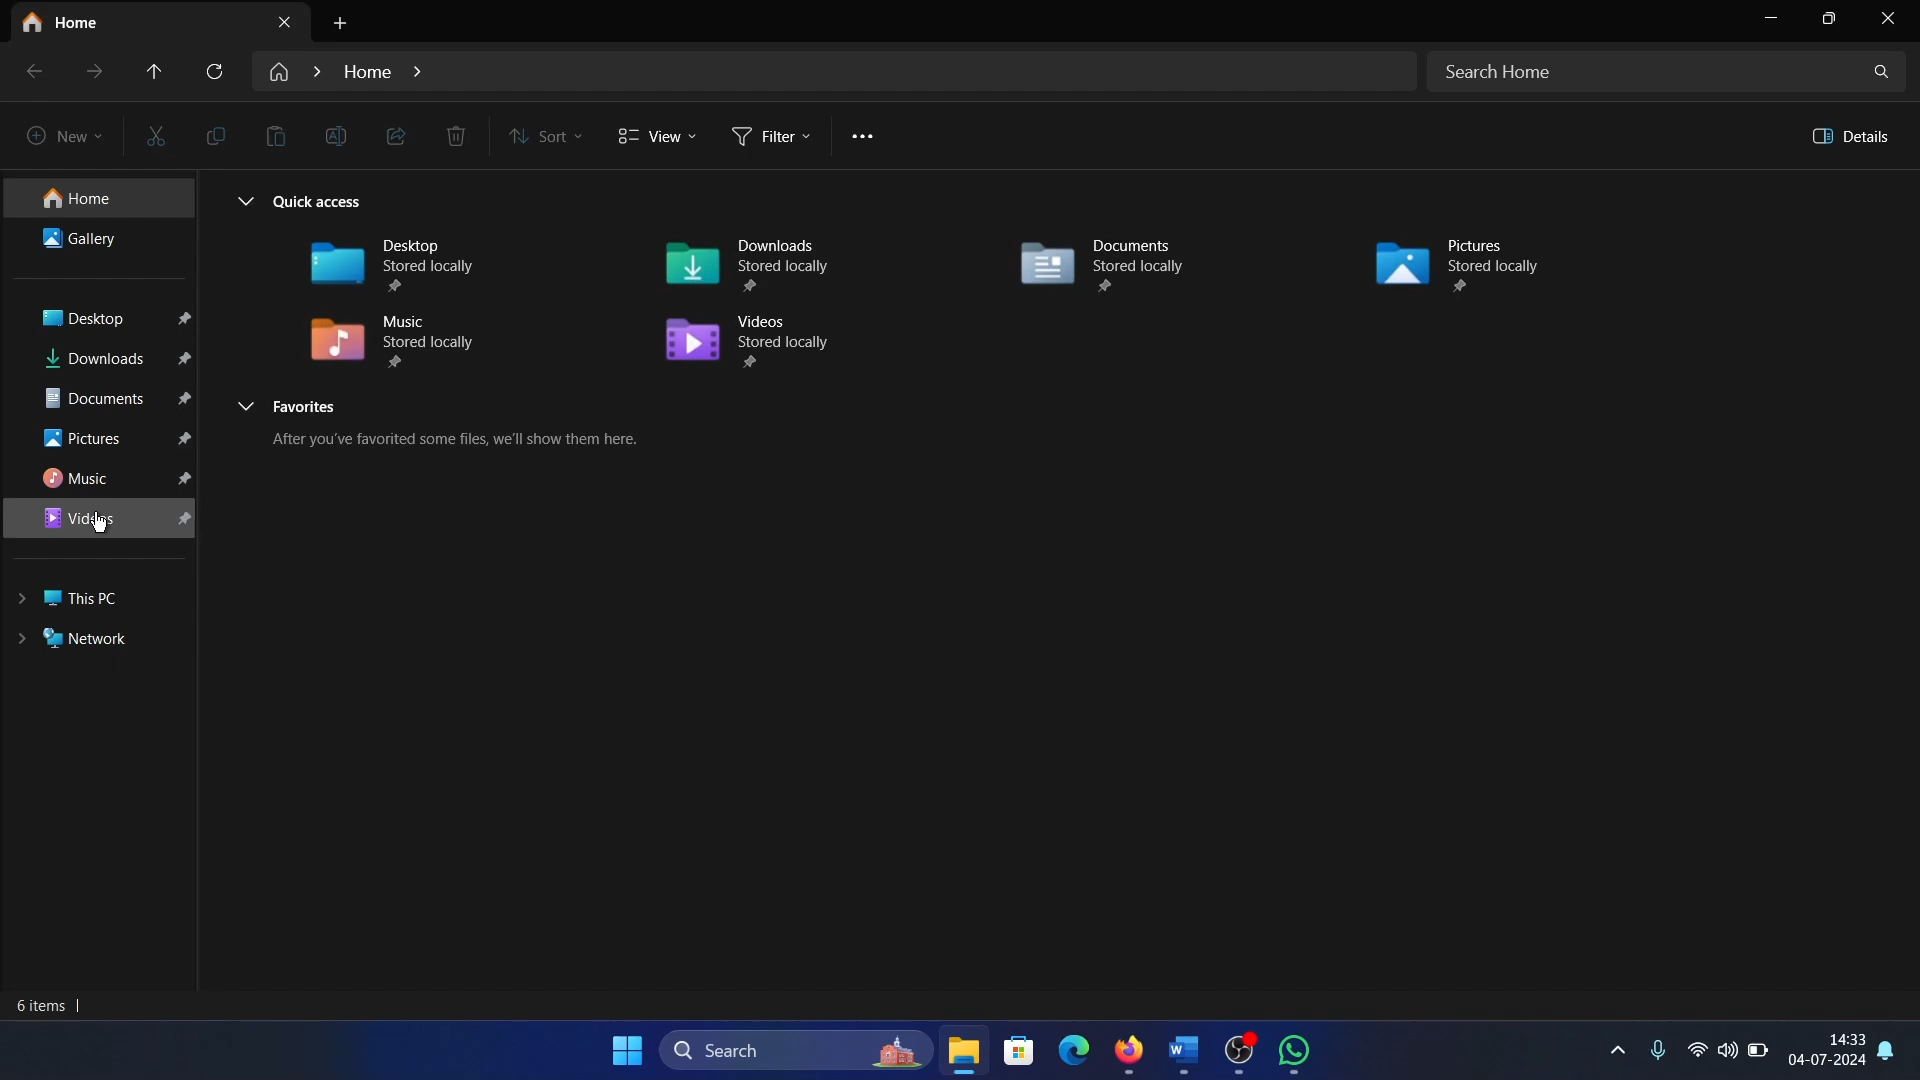 Home
Home
Search Home
New
Sort
View
Filter
Details
Home
Gallery
Desktop
Downloads
Documents
Pictures
Music
Videos
This PC
Network
Quick access
Desktop
Stored locally
Downloads
Stored locally
Documents
Stored locally
Pictures
Stored locally
Music
Stored locally
Videos
Stored locally
Favorites
After you've favorited some files, we'll show them here.
6 items
Search
14:33
04-07-2024